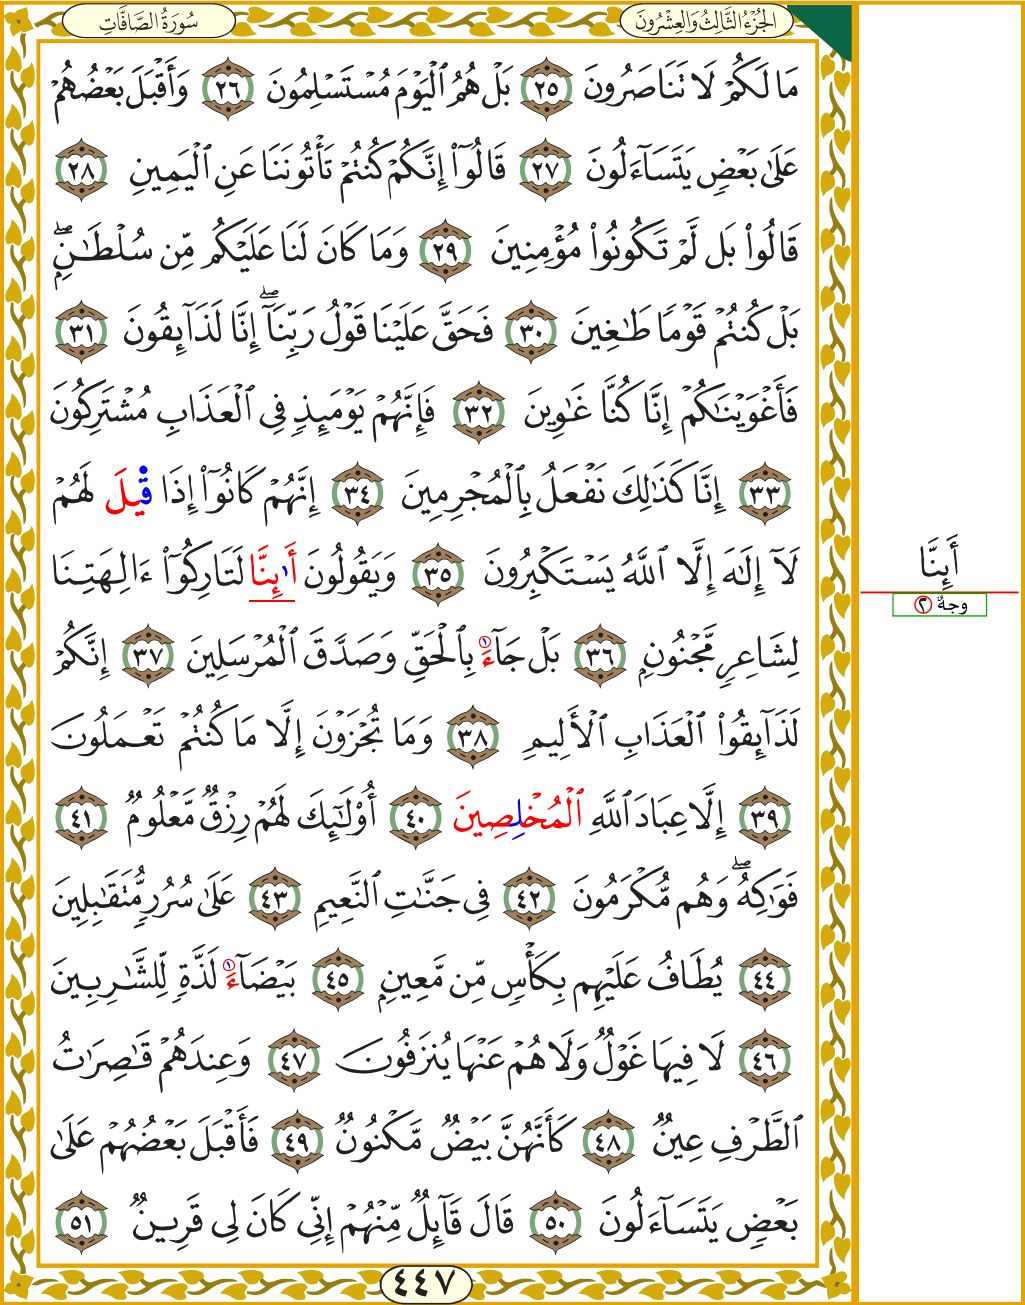 الجُزْءُ الثَّالِثُ وَالعِشْرُونَ
سُورَةُ الصَّافَّاتِ
مَا لَكُمْ لَا تَنَاصَرُونَ ٢٥ بَلْ هُمُ ٱلْيَوْمَ مُسْتَسْلِمُونَ ٢٦ وَأَقْبَلَ بَعْضُهُمْ
عَلَىٰ بَعْضٍ يَتَسَآءَلُونَ ٢٧ قَالُوٓا۟ إِنَّكُمْ كُنتُمْ تَأْتُونَنَا عَنِ ٱلْيَمِينِ ٢٨
قَالُوا۟ بَل لَّمْ تَكُونُوا۟ مُؤْمِنِينَ ٢٩ وَمَا كَانَ لَنَا عَلَيْكُم مِّن سُلْطَـٰنٍۭ ۖ
بَلْ كُنتُمْ قَوْمًا طَـٰغِينَ ٣٠ فَحَقَّ عَلَيْنَا قَوْلُ رَبِّنَآ ۖ إِنَّا لَذَآئِقُونَ ٣١
فَأَغْوَيْنَـٰكُمْ إِنَّا كُنَّا غَـٰوِينَ ٣٢ فَإِنَّهُمْ يَوْمَئِذٍ فِى ٱلْعَذَابِ مُشْتَرِكُونَ
٣٣ إِنَّا كَذَٰلِكَ نَفْعَلُ بِٱلْمُجْرِمِينَ ٣٤ إِنَّهُمْ كَانُوٓا۟ إِذَا قِيلَ لَهُمْ
لَآ إِلَـٰهَ إِلَّا ٱللَّهُ يَسْتَكْبِرُونَ ٣٥ وَيَقُولُونَ أَٰئِنَّا لَتَارِكُوٓا۟ ءَالِهَتِنَا
لِشَاعِرٍ مَّجْنُونٍۭ ٣٦ بَلْ جَآءَ بِٱلْحَقِّ وَصَدَّقَ ٱلْمُرْسَلِينَ ٣٧ إِنَّكُمْ
لَذَآئِقُوا۟ ٱلْعَذَابِ ٱلْأَلِيمِ ٣٨ وَمَا تُجْزَوْنَ إِلَّا مَا كُنتُمْ تَعْمَلُونَ
٣٩ إِلَّا عِبَادَ ٱللَّهِ ٱلْمُخْلِصِينَ ٤٠ أُو۟لَـٰٓئِكَ لَهُمْ رِزْقٌ مَّعْلُومٌ ٤١
فَوَٰكِهُ ۖ وَهُم مُّكْرَمُونَ ٤٢ فِى جَنَّـٰتِ ٱلنَّعِيمِ ٤٣ عَلَىٰ سُرُرٍ مُّتَقَـٰبِلِينَ
٤٤ يُطَافُ عَلَيْهِم بِكَأْسٍ مِّن مَّعِينٍۭ ٤٥ بَيْضَآءَ لَذَّةٍ لِّلشَّـٰرِبِينَ
٤٦ لَا فِيهَا غَوْلٌ وَلَا هُمْ عَنْهَا يُنزَفُونَ ٤٧ وَعِندَهُمْ قَـٰصِرَٰتُ
ٱلطَّرْفِ عِينٌ ٤٨ كَأَنَّهُنَّ بَيْضٌ مَّكْنُونٌ ٤٩ فَأَقْبَلَ بَعْضُهُمْ عَلَىٰ
بَعْضٍ يَتَسَآءَلُونَ ٥٠ قَالَ قَآئِلٌ مِّنْهُمْ إِنِّى كَانَ لِى قَرِينٌ ٥١
أَئِنَّا
وجهٌ ٢
٤٤٧